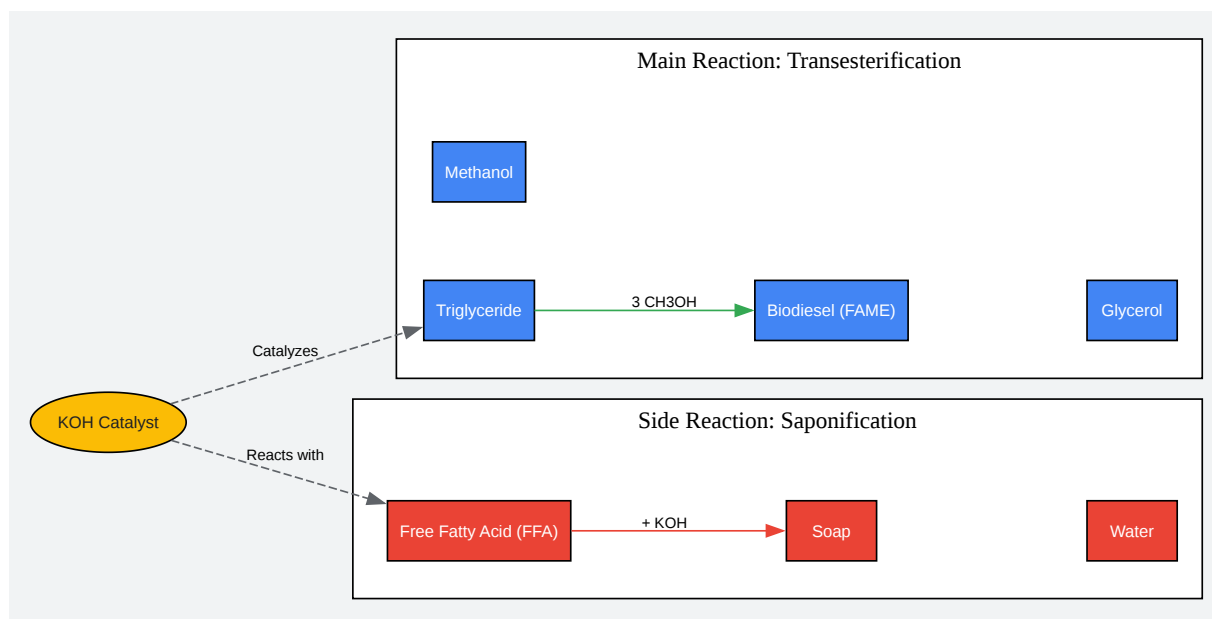 Main Reaction: Transesterification
Methanol
Triglyceride
3 CH3OH
Biodiesel (FAME)
Glycerol
Catalyzes
KOH Catalyst
Reacts with
Side Reaction: Saponification
Free Fatty Acid (FFA)
+ KOH
Soap
Water